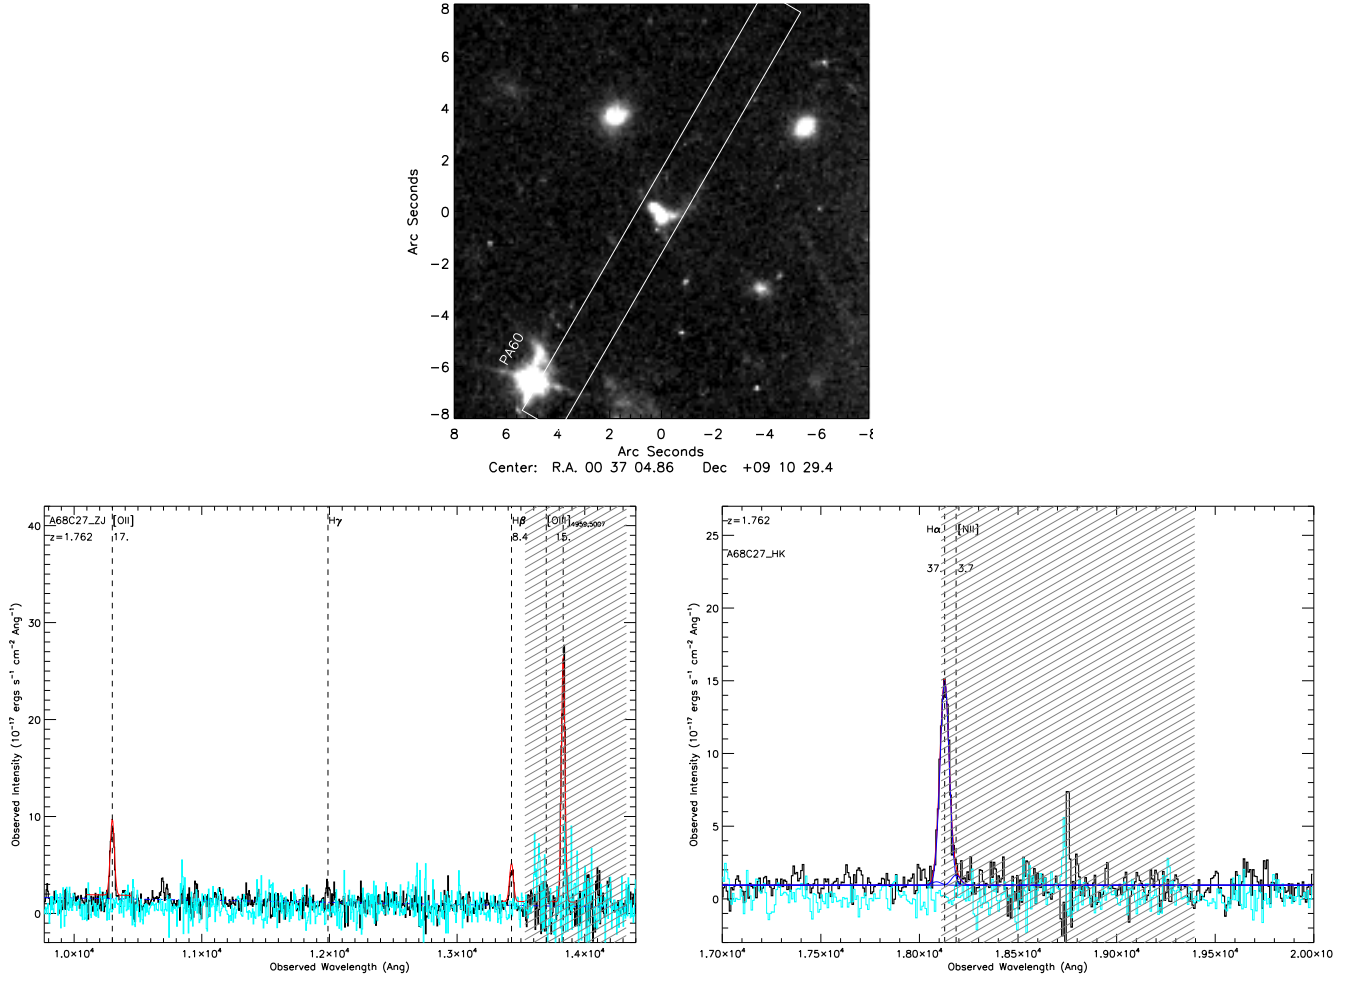 8
6
4
2
0
−2
−4
−6
−8
Arc Seconds
PA60
8 6 4 2 0 −2 −4 −6 −8
Arc Seconds
Center: R.A. 00 37 04.86 Dec +09 10 29.4
A68C27_ZJ [OII] Hγ Hβ [OIII]4959,5007
z=1.762 17. 8.4 15.
40
30
20
10
0
Observed Intensity (10⁻¹⁷ ergs s⁻¹ cm⁻² Ang⁻¹)
1.0×10⁴ 1.1×10⁴ 1.2×10⁴ 1.3×10⁴ 1.4×10⁴
Observed Wavelength (Ang)
z=1.762
Hα [NII]
A68C27_HK
37. 3.7
25
20
15
10
5
0
Observed Intensity (10⁻¹⁷ ergs s⁻¹ cm⁻² Ang⁻¹)
1.70×10⁴ 1.75×10⁴ 1.80×10⁴ 1.85×10⁴ 1.90×10⁴ 1.95×10⁴ 2.00×10
Observed Wavelength (Ang)